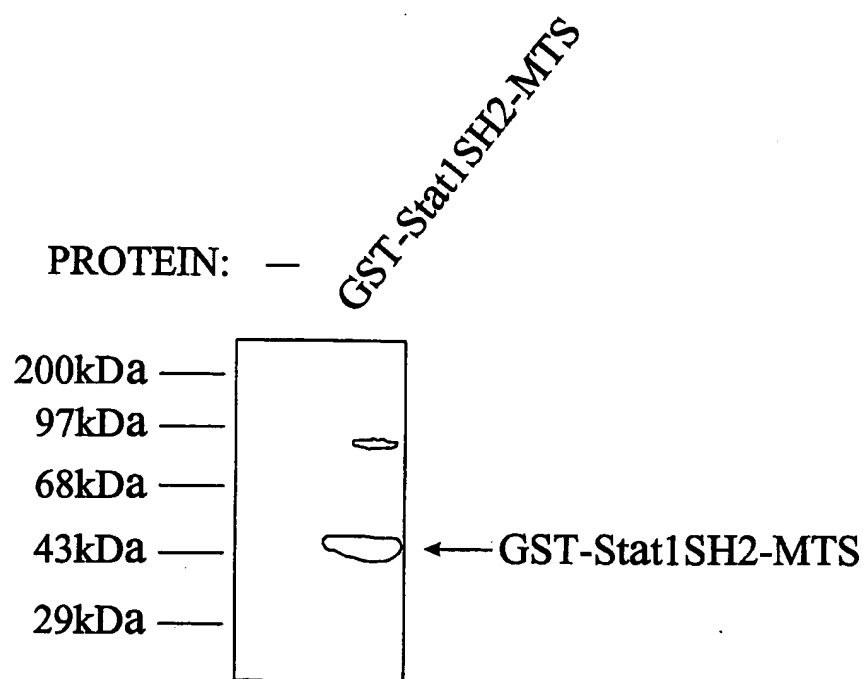 GST-Stat1SH2-MTS
PROTEIN: —
200kDa
97kDa
68kDa
43kDa
GST-Stat1SH2-MTS
29kDa